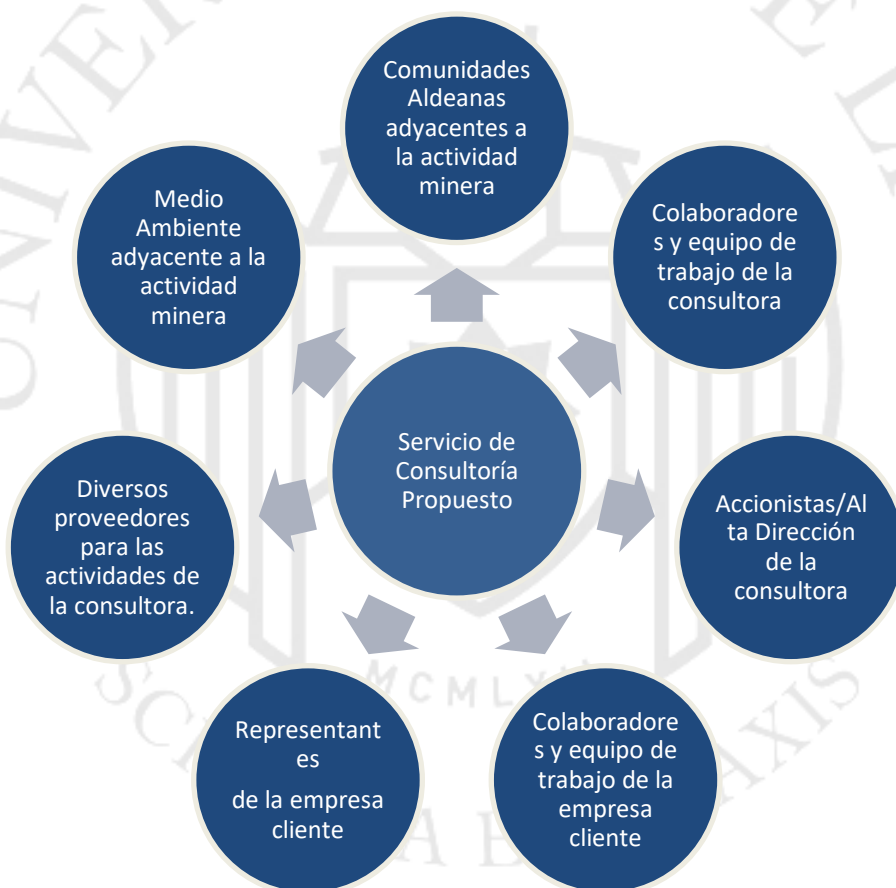 Comunidades
Aldeanas
adyacentes a
la actividad
minera
Colaboradore
s y equipo de
trabajo de la
consultora
Accionistas/Al
ta Dirección
de la
consultora
Colaboradore
s y equipo de
trabajo de la
empresa
cliente
Representant
es
de la empresa
cliente
Diversos
proveedores
para las
actividades de
la consultora.
Medio
Ambiente
adyacente a la
actividad
minera
Servicio de
Consultoría
Propuesto